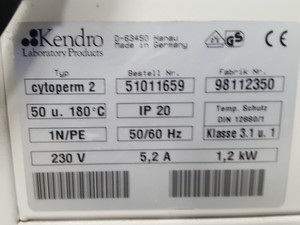 Kendro
Laboratory Products
D-63450 Hanau
Made in Germany
GS
Typ
Bestell Nr.
Fabrik Nr.
cytoperm 2
51011659
98112350
50 u. 180°C
IP 20
Temp. Schutz
DIN 12880/1
1N/PE
50/60 Hz
Klasse 3.1 u. 1
230 V
5,2 A
1,2 kW